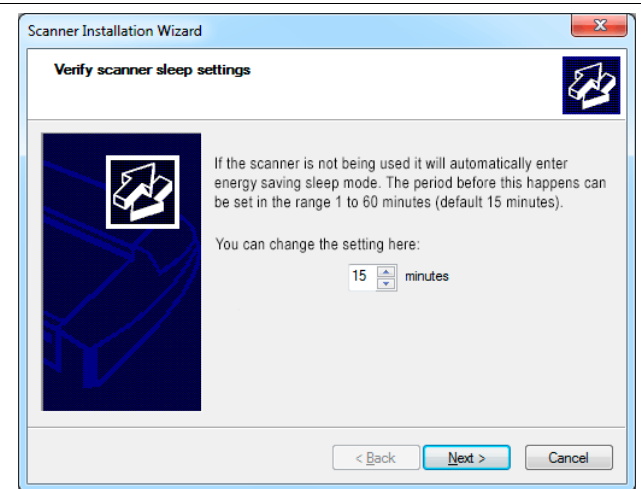 Scanner Installation Wizard
Verify scanner sleep settings
If the scanner is not being used it will automatically enter
energy saving sleep mode. The period before this happens can
be set in the range 1 to 60 minutes (default 15 minutes).
You can change the setting here:
15 minutes
< Back Next > Cancel